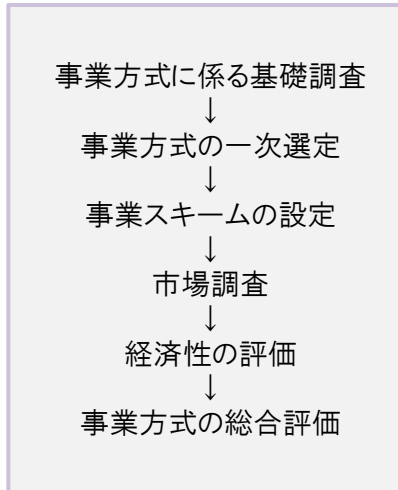 事業方式に係る基礎調査
↓
事業方式の一次選定
↓
事業スキームの設定
↓
市場調査
↓
経済性の評価
↓
事業方式の総合評価